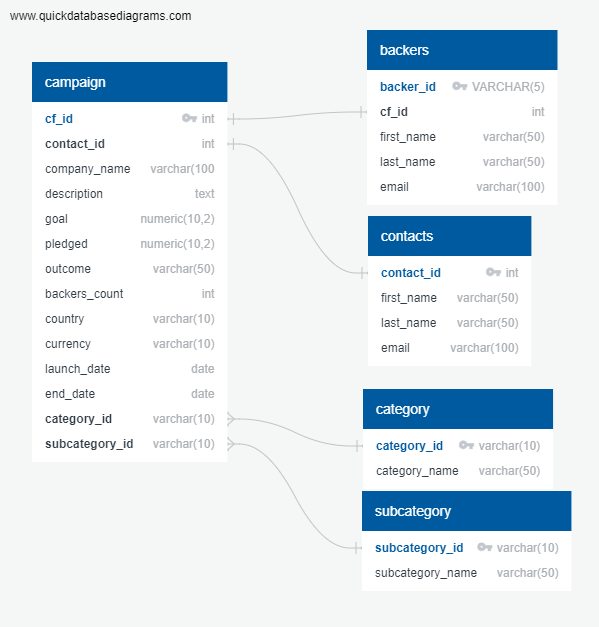 www.quickdatabasediagrams.com
campaign
cf_id int
contact_id int
company_name varchar(100
description text
goal numeric(10,2)
pledged numeric(10,2)
outcome varchar(50)
backers_count int
country varchar(10)
currency varchar(10)
launch_date date
end_date date
category_id varchar(10)
subcategory_id varchar(10)
backers
backer_id VARCHAR(5)
cf_id int
first_name varchar(50)
last_name varchar(50)
email varchar(100)
contacts
contact_id int
first_name varchar(50)
last_name varchar(50)
email varchar(100)
category
category_id varchar(10)
category_name varchar(50)
subcategory
subcategory_id varchar(10)
subcategory_name varchar(50)